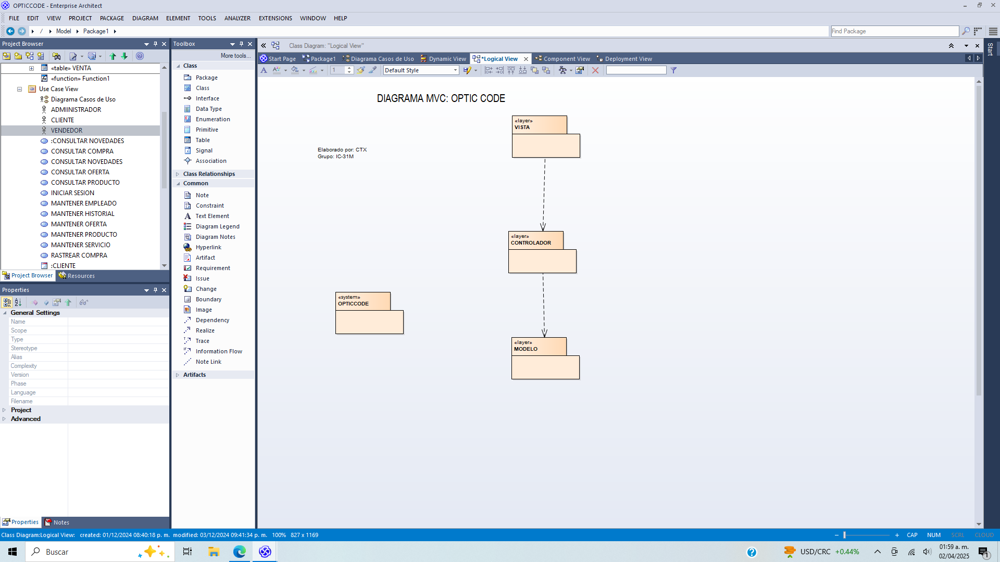 OPTICCODE - Enterprise Architect
FILE EDIT VIEW PROJECT PACKAGE DIAGRAM ELEMENT TOOLS ANALYZER EXTENSIONS WINDOW HELP
/ Model Package1
Find Package
Project Browser
«table» VENTA
«function» Function1
Use Case View
Diagrama Casos de Uso
ADMIINISTRADOR
CLIENTE
VENDEDOR
:CONSULTAR NOVEDADES
CONSULTAR COMPRA
CONSULTAR NOVEDADES
CONSULTAR OFERTA
CONSULTAR PRODUCTO
INICIAR SESION
MANTENER EMPLEADO
MANTENER HISTORIAL
MANTENER OFERTA
MANTENER PRODUCTO
MANTENER SERVICIO
RASTREAR COMPRA
:CLIENTE
Project Browser Resources
Properties
General Settings
Name
Scope
Type
Stereotype
Alias
Complexity
Version
Phase
Language
Filename
Project
Advanced
Properties Notes
Toolbox
More tools...
Class
Package
Class
Interface
Data Type
Enumeration
Primitive
Table
Signal
Association
Class Relationships
Common
Note
Constraint
Text Element
Diagram Legend
Diagram Notes
Hyperlink
Artifact
Requirement
Issue
Change
Boundary
Image
Dependency
Realize
Trace
Information Flow
Note Link
Artifacts
Class Diagram: "Logical View"
Start Page Package1 Diagrama Casos de Uso Dynamic View *Logical View Component View Deployment View
1 Default Style
Start
DIAGRAMA MVC: OPTIC CODE
Elaborado por: CTX
Grupo: IC-31M
«layer»
VISTA
«layer»
CONTROLADOR
«system»
OPTICCODE
«layer»
MODELO
Class Diagram:Logical View: created: 01/12/2024 08:40:18 p. m. modified: 03/12/2024 09:41:34 p. m. 100% 827 x 1169
CAP NUM SCRL CLOUD
Buscar
USD/CRC +0.44%
01:59 a. m.
02/04/2025
1